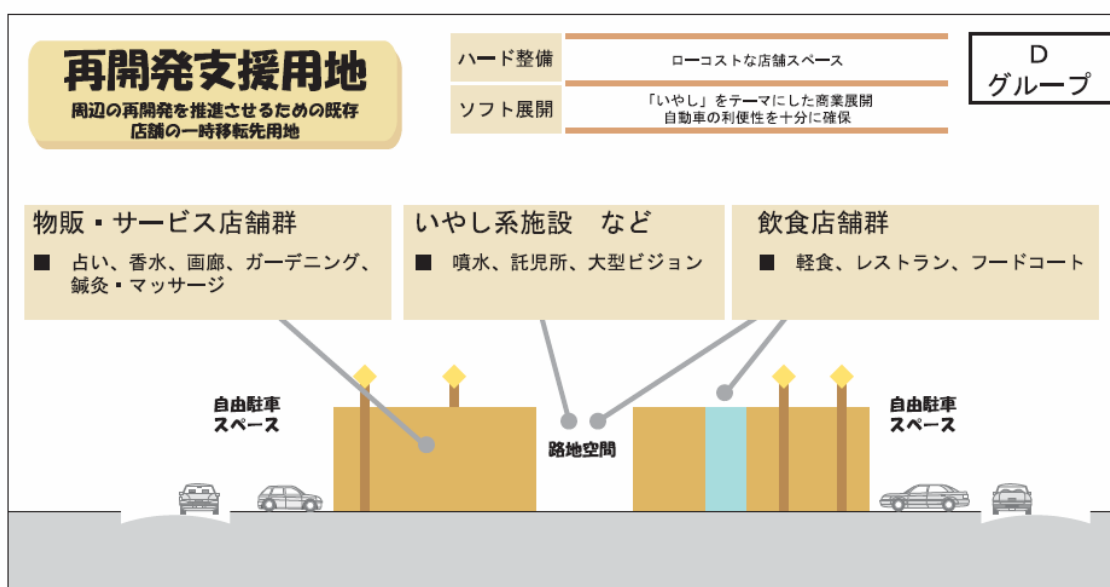 再開発支援用地
周辺の再開発を推進させるための既存
店舗の一時移転先用地
ハード整備
ローコストな店舗スペース
ソフト展開
「いやし」をテーマにした商業展開
自動車の利便性を十分に確保
D
グループ
物販・サービス店舗群
■ 占い、香水、画廊、ガーデニング、
鍼灸・マッサージ
いやし系施設 など
■ 噴水、託児所、大型ビジョン
飲食店舗群
■ 軽食、レストラン、フードコート
自由駐車
スペース
路地空間
自由駐車
スペース